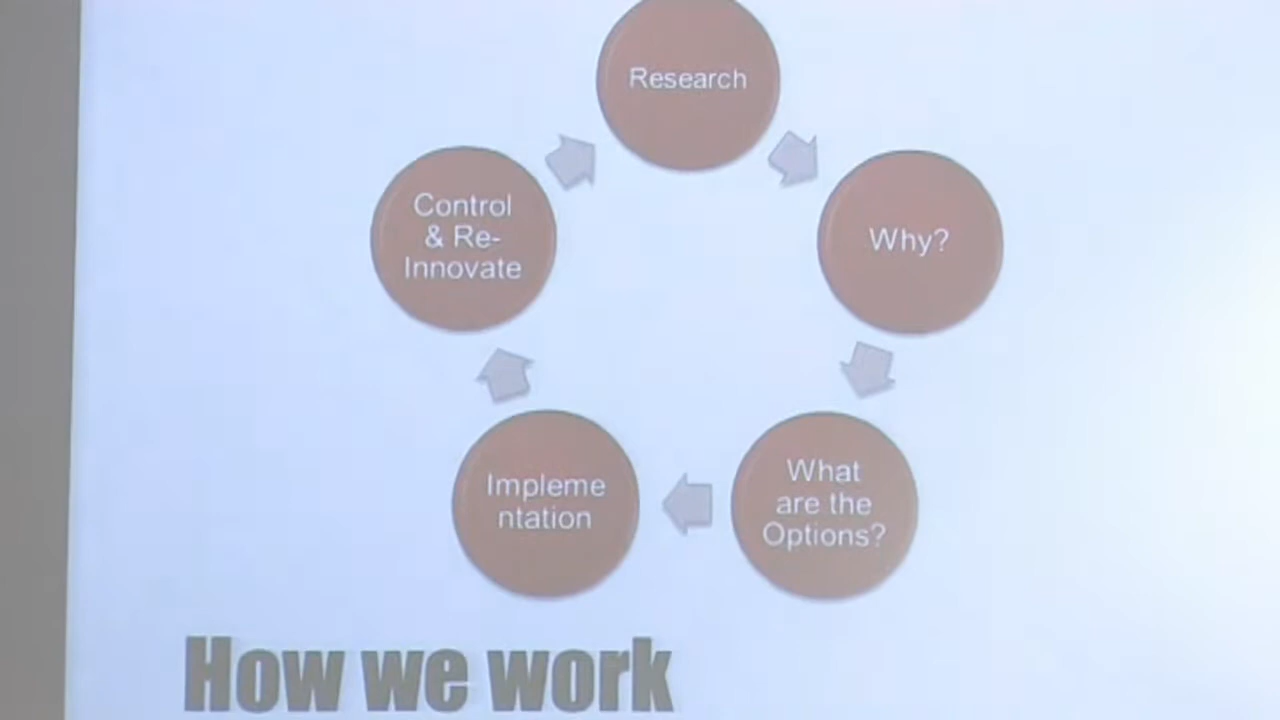 Research
Why?
What
are the
Options?
Impleme
ntation
Control
& Re-
Innovate
How we work